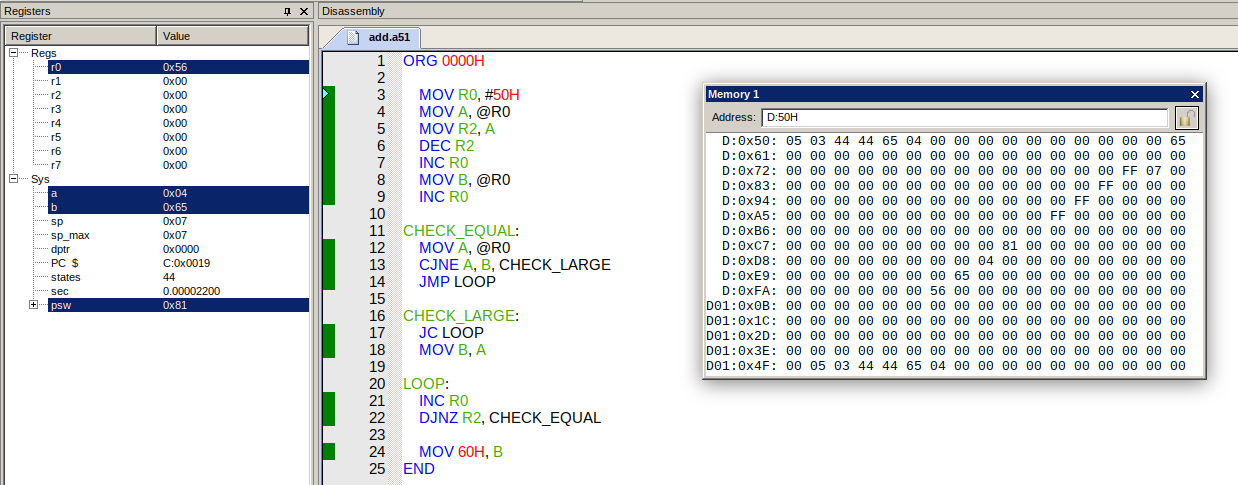 Registers
Register Value
Regs
r0 0x56
r1 0x00
r2 0x00
r3 0x00
r4 0x00
r5 0x00
r6 0x00
r7 0x00
Sys
a 0x04
b 0x65
sp 0x07
sp_max 0x07
dptr 0x0000
PC $ C:0x0019
states 44
sec 0.00002200
psw 0x81
Disassembly
add.a51
1 ORG 0000H
2
3 MOV R0, #50H
4 MOV A, @R0
5 MOV R2, A
6 DEC R2
7 INC R0
8 MOV B, @R0
9 INC R0
10
11 CHECK_EQUAL:
12 MOV A, @R0
13 CJNE A, B, CHECK_LARGE
14 JMP LOOP
15
16 CHECK_LARGE:
17 JC LOOP
18 MOV B, A
19
20 LOOP:
21 INC R0
22 DJNZ R2, CHECK_EQUAL
23
24 MOV 60H, B
25 END
Memory 1
Address: D:50H
D:0x50: 05 03 44 44 65 04 00 00 00 00 00 00 00 00 00 00 65
D:0x61: 00 00 00 00 00 00 00 00 00 00 00 00 00 00 00 00 00
D:0x72: 00 00 00 00 00 00 00 00 00 00 00 00 00 00 FF 07 00
D:0x83: 00 00 00 00 00 00 00 00 00 00 00 00 00 FF 00 00 00
D:0x94: 00 00 00 00 00 00 00 00 00 00 00 00 FF 00 00 00 00
D:0xA5: 00 00 00 00 00 00 00 00 00 00 00 FF 00 00 00 00 00
D:0xB6: 00 00 00 00 00 00 00 00 00 00 00 00 00 00 00 00 00
D:0xC7: 00 00 00 00 00 00 00 00 00 81 00 00 00 00 00 00 00
D:0xD8: 00 00 00 00 00 00 00 00 04 00 00 00 00 00 00 00 00
D:0xE9: 00 00 00 00 00 00 00 65 00 00 00 00 00 00 00 00 00
D:0xFA: 00 00 00 00 00 00 56 00 00 00 00 00 00 00 00 00 00
D01:0x0B: 00 00 00 00 00 00 00 00 00 00 00 00 00 00 00 00 00
D01:0x1C: 00 00 00 00 00 00 00 00 00 00 00 00 00 00 00 00 00
D01:0x2D: 00 00 00 00 00 00 00 00 00 00 00 00 00 00 00 00 00
D01:0x3E: 00 00 00 00 00 00 00 00 00 00 00 00 00 00 00 00 00
D01:0x4F: 00 05 03 44 44 65 04 00 00 00 00 00 00 00 00 00 00